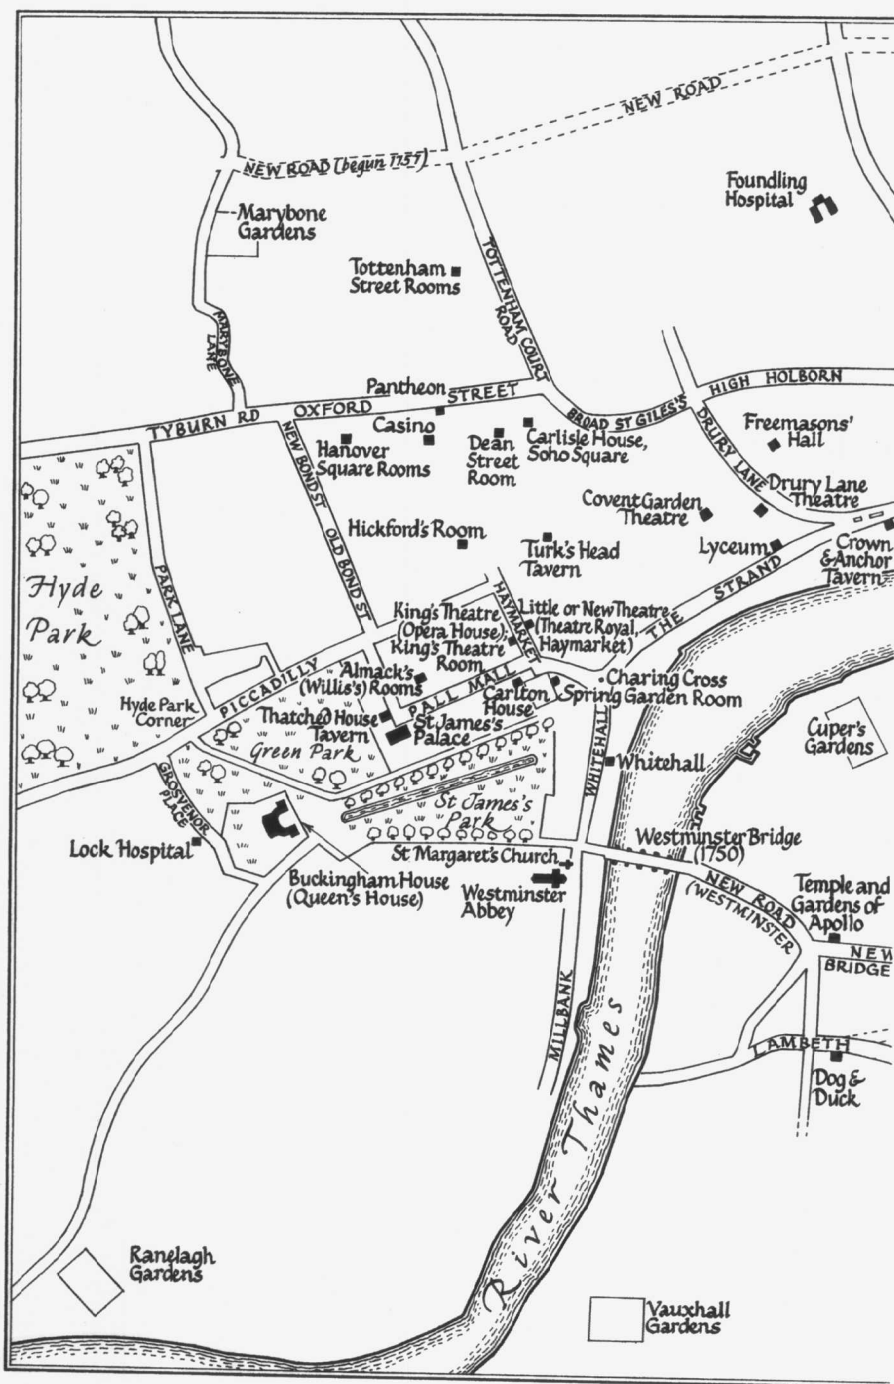 NEW ROAD
NEW ROAD (begun 1757)
Foundling
Hospital
Marybone
Gardens
Tottenham
Street Rooms
TOTTENHAM COURT
ROAD
MARYBONE
LANE
Pantheon
STREET
HIGH HOLBORN
OXFORD
TYBURN RD
BROAD ST GILES'S
Casino
Hanover
Square Rooms
Dean
Street
Room
Carlisle House,
Soho Square
DRURY LANE
Freemasons'
Hall
NEW BOND ST
Drury Lane
Theatre
Covent Garden
Theatre
Hickford's Room
Turk's Head
Tavern
Lyceum
Crown
& Anchor
Tavern
OLD BOND ST
THE STRAND
Hyde
Park
PARK LANE
HAYMARKET
King's Theatre
(Opera House);
King's Theatre
Room
Little or New Theatre
(Theatre Royal,
Haymarket)
PICCADILLY
Almack's
(Willis's) Rooms
PALL MALL
Carlton
House
Charing Cross
Spring Garden Room
Hyde Park
Corner
Thatched House
Tavern
St James's
Palace
Green Park
WHITEHALL
Cuper's
Gardens
GROSVENOR
PLACE
Whitehall
St James's
Park
Lock Hospital
Westminster Bridge
(1750)
St Margaret's Church
Buckingham House
(Queen's House)
Westminster
Abbey
NEW ROAD
(WESTMINSTER
Temple and
Gardens of
Apollo
NEW
BRIDGE
MILLBANK
LAMBETH
Dog &
Duck
River Thames
Ranelagh
Gardens
Vauxhall
Gardens